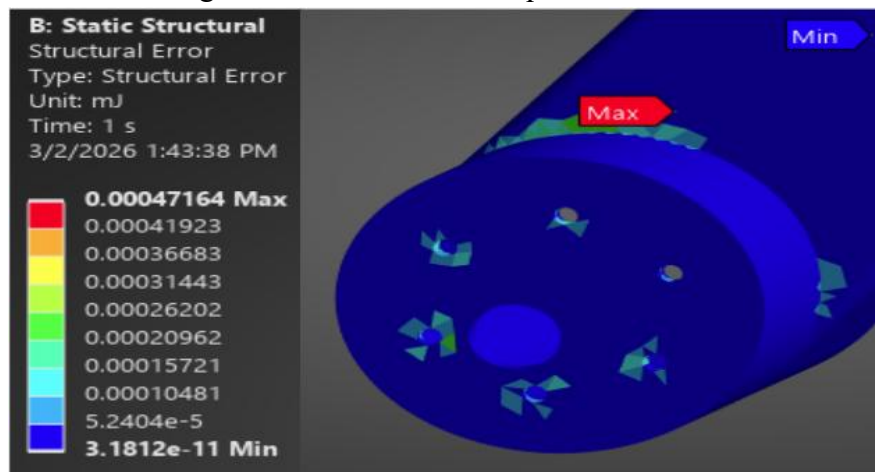 B: Static Structural
Structural Error
Type: Structural Error
Unit: mJ
Time: 1 s
3/2/2026 1:43:38 PM
0.00047164 Max
0.00041923
0.00036683
0.00031443
0.00026202
0.00020962
0.00015721
0.00010481
5.2404e-5
3.1812e-11 Min
Min
Max